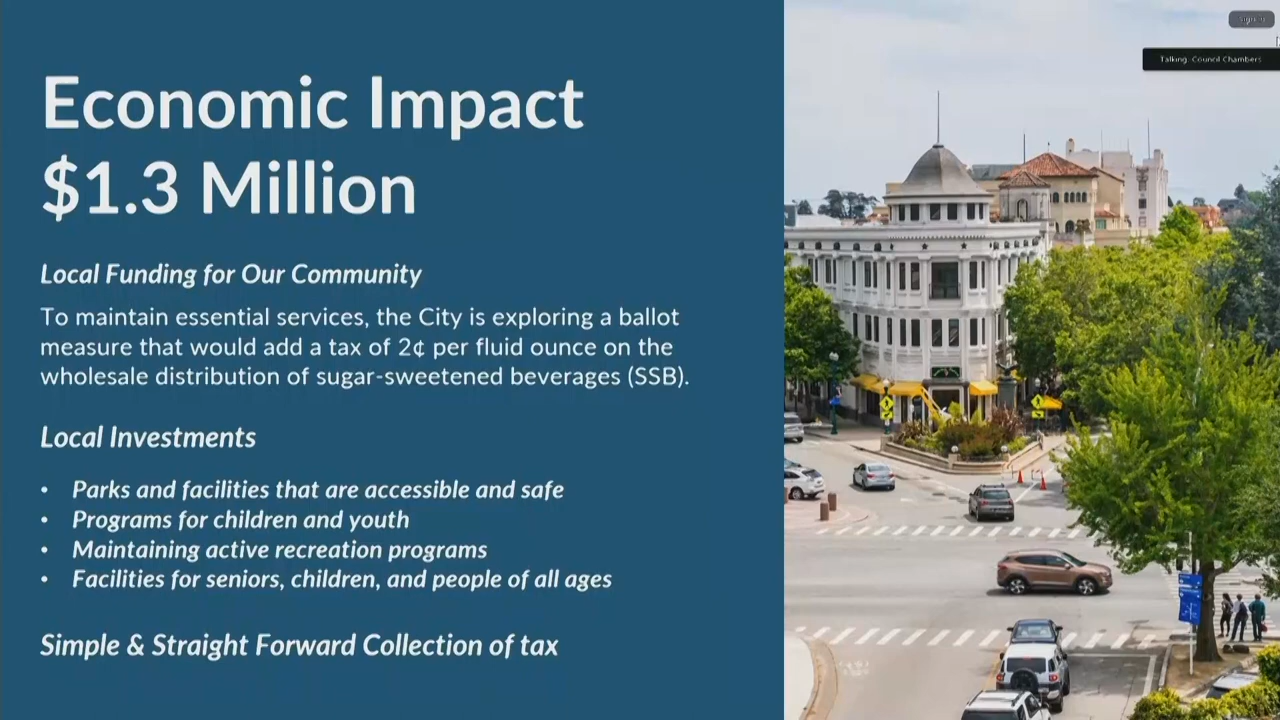 Sign in
Talking: Council Chambers
Economic Impact
$1.3 Million
Local Funding for Our Community
To maintain essential services, the City is exploring a ballot
measure that would add a tax of 2¢ per fluid ounce on the
wholesale distribution of sugar-sweetened beverages (SSB).
Local Investments
• Parks and facilities that are accessible and safe
• Programs for children and youth
• Maintaining active recreation programs
• Facilities for seniors, children, and people of all ages
Simple & Straight Forward Collection of tax